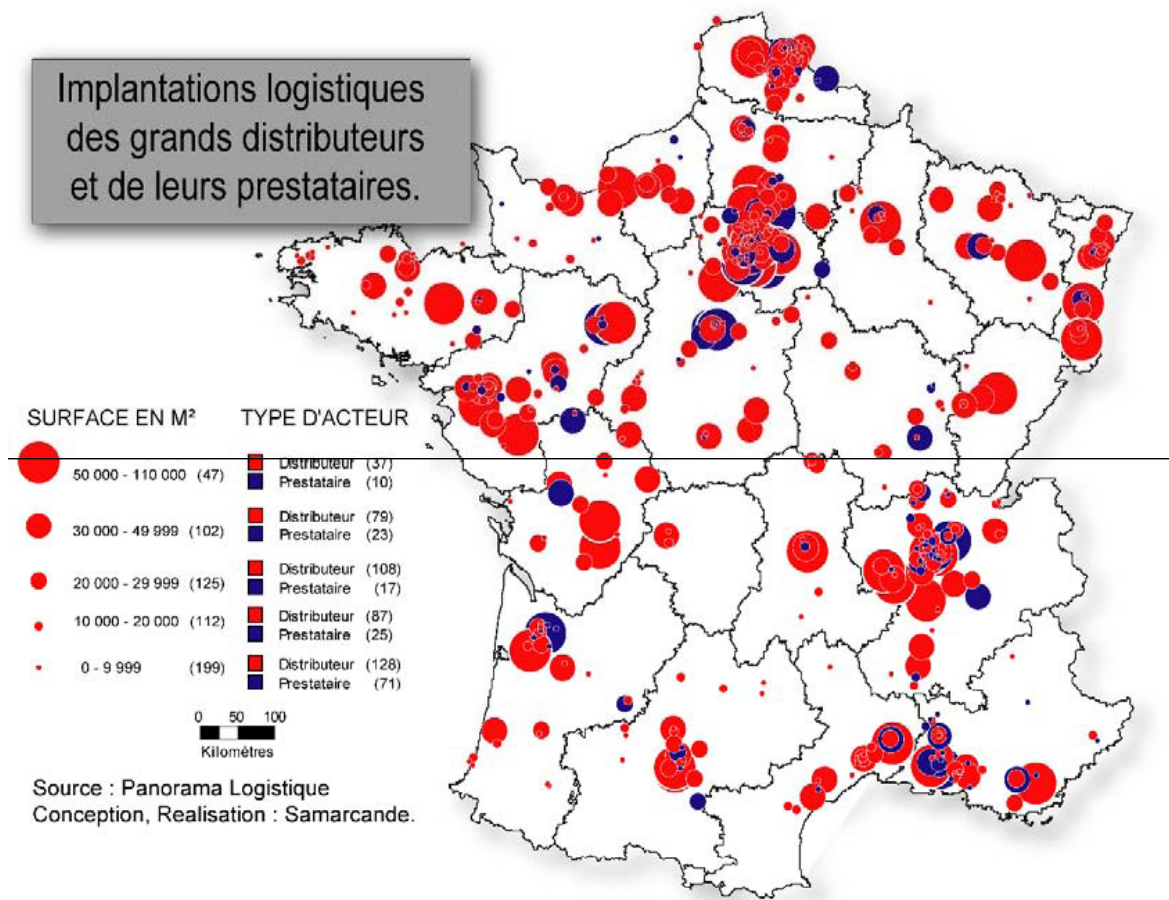 Implantations logistiques
des grands distributeurs
et de leurs prestataires.
SURFACE EN M² TYPE D'ACTEUR
50 000 - 110 000 (47) Distributeur (37)
Prestataire (10)
30 000 - 49 999 (102) Distributeur (79)
Prestataire (23)
20 000 - 29 999 (125) Distributeur (108)
Prestataire (17)
10 000 - 20 000 (112) Distributeur (87)
Prestataire (25)
0 - 9 999 (199) Distributeur (128)
Prestataire (71)
0 50 100
Kilomètres
Source : Panorama Logistique
Conception, Realisation : Samarcande.